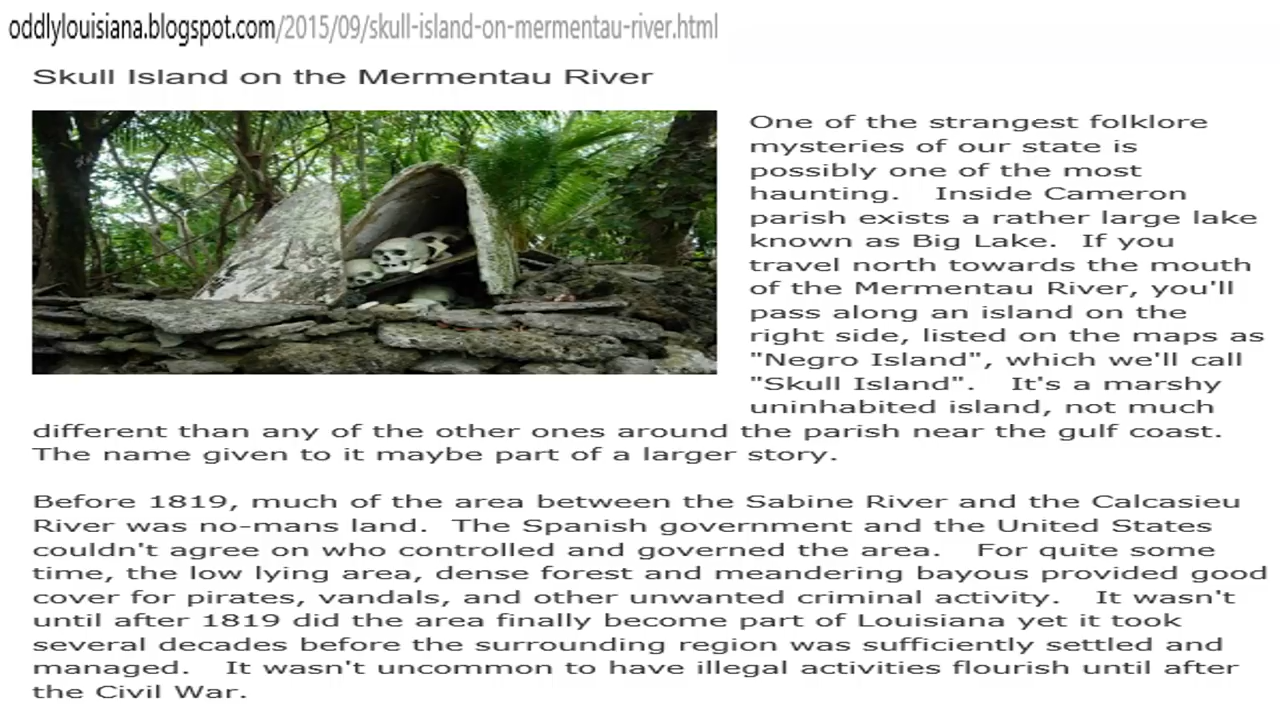 oddlylouisiana.blogspot.com/2015/09/skull-island-on-mermentau-river.html
Skull Island on the Mermentau River
One of the strangest folklore
mysteries of our state is
possibly one of the most
haunting. Inside Cameron
parish exists a rather large lake
known as Big Lake. If you
travel north towards the mouth
of the Mermentau River, you'll
pass along an island on the
right side, listed on the maps as
"Negro Island", which we'll call
"Skull Island". It's a marshy
uninhabited island, not much
different than any of the other ones around the parish near the gulf coast.
The name given to it maybe part of a larger story.
Before 1819, much of the area between the Sabine River and the Calcasieu
River was no-mans land. The Spanish government and the United States
couldn't agree on who controlled and governed the area. For quite some
time, the low lying area, dense forest and meandering bayous provided good
cover for pirates, vandals, and other unwanted criminal activity. It wasn't
until after 1819 did the area finally become part of Louisiana yet it took
several decades before the surrounding region was sufficiently settled and
managed. It wasn't uncommon to have illegal activities flourish until after
the Civil War.